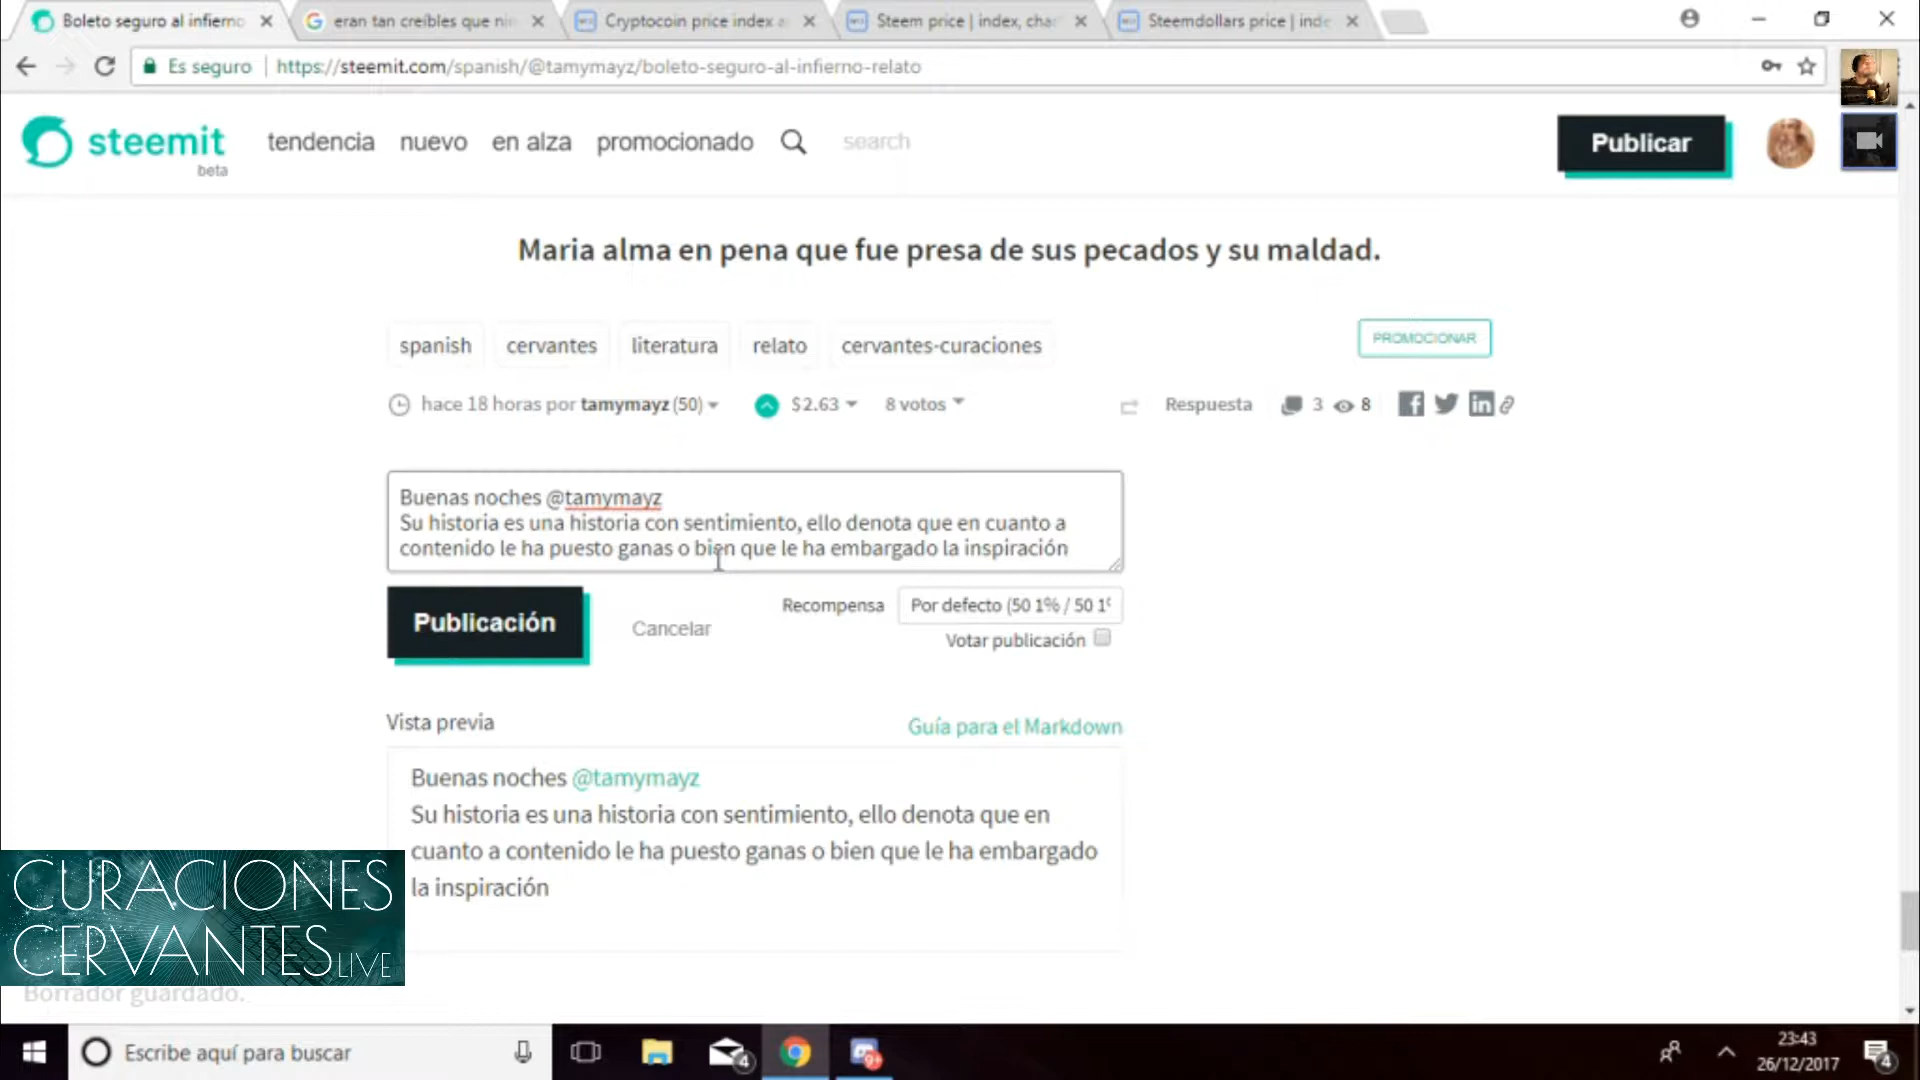 Boleto seguro al infierno
eran tan creíbles que nin
Cryptocoin price index a
Steem price | index, cha
Steemdollars price | inde
Es seguro
https://steemit.com/spanish/@tamymayz/boleto-seguro-al-infierno-relato
steemit
beta
tendencia
nuevo
en alza
promocionado
search
Publicar
Maria alma en pena que fue presa de sus pecados y su maldad.
spanish
cervantes
literatura
relato
cervantes-curaciones
PROMOCIONAR
hace 18 horas por tamymayz (50)
$2.63
8 votos
Respuesta
3
8
Buenas noches @tamymayz
Su historia es una historia con sentimiento, ello denota que en cuanto a
contenido le ha puesto ganas o bien que le ha embargado la inspiración
Publicación
Cancelar
Recompensa
Por defecto (50 1% / 50 1%
Votar publicación
Vista previa
Guía para el Markdown
Buenas noches @tamymayz
Su historia es una historia con sentimiento, ello denota que en
cuanto a contenido le ha puesto ganas o bien que le ha embargado
la inspiración
CURACIONES
CERVANTES LIVE
Borrador guardado.
Escribe aquí para buscar
4
9+
23:43
26/12/2017
4